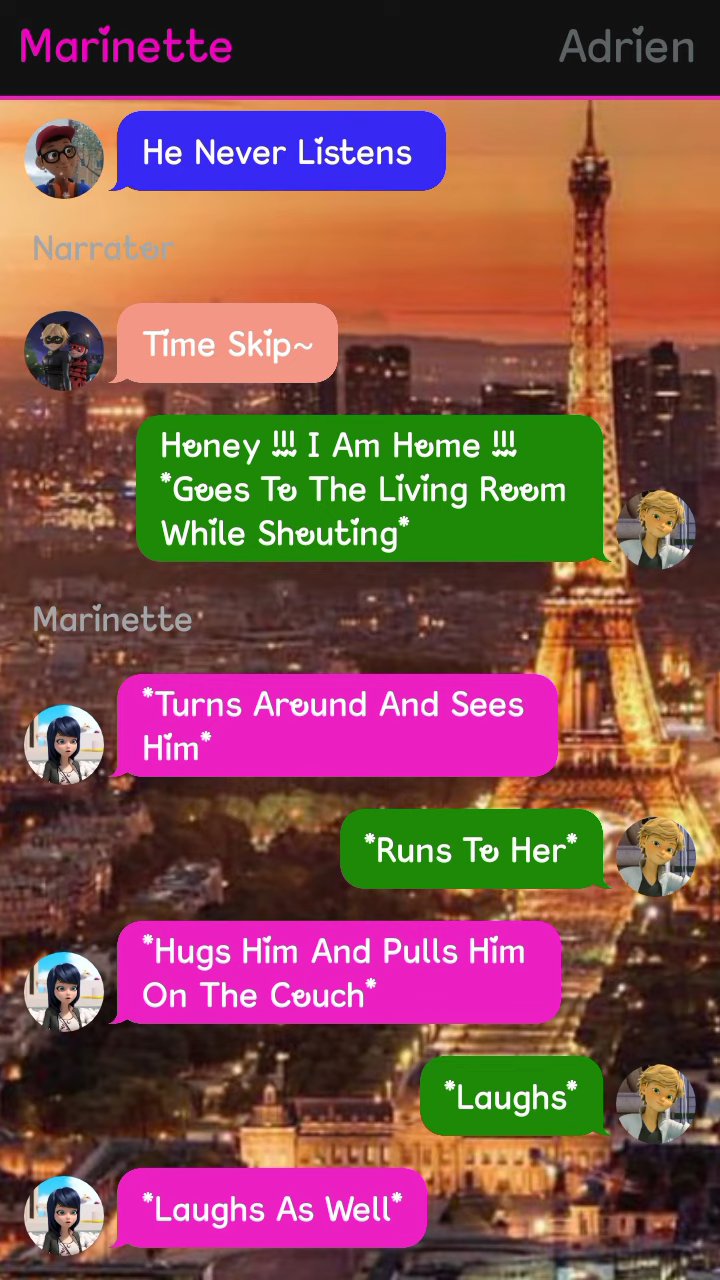 Marinette Adrien
He Never Listens
Narrator
Time Skip~
Honey !!! I Am Home !!!
*Goes To The Living Room
While Shouting*
Marinette
*Turns Around And Sees
Him*
*Runs To Her*
*Hugs Him And Pulls Him
On The Couch*
*Laughs*
*Laughs As Well*